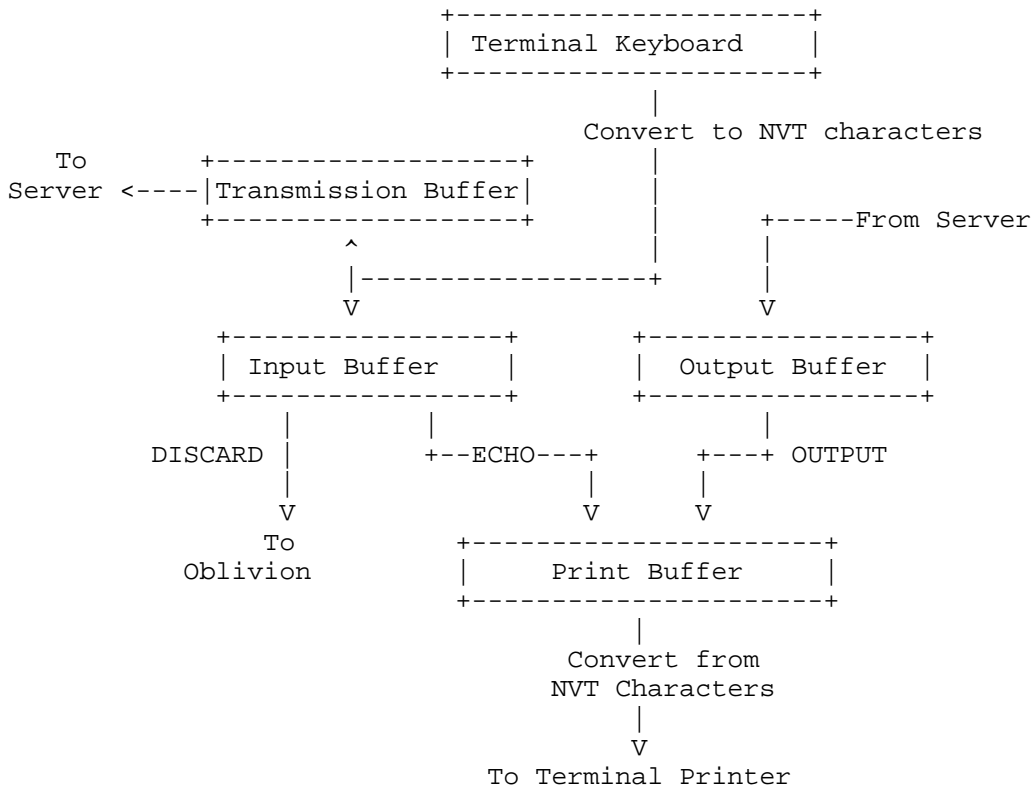 Terminal Keyboard
Convert to NVT characters
To
Server
Transmission Buffer
From Server
Input Buffer
Output Buffer
DISCARD
ECHO
OUTPUT
To
Oblivion
Print Buffer
Convert from
NVT Characters
To Terminal Printer